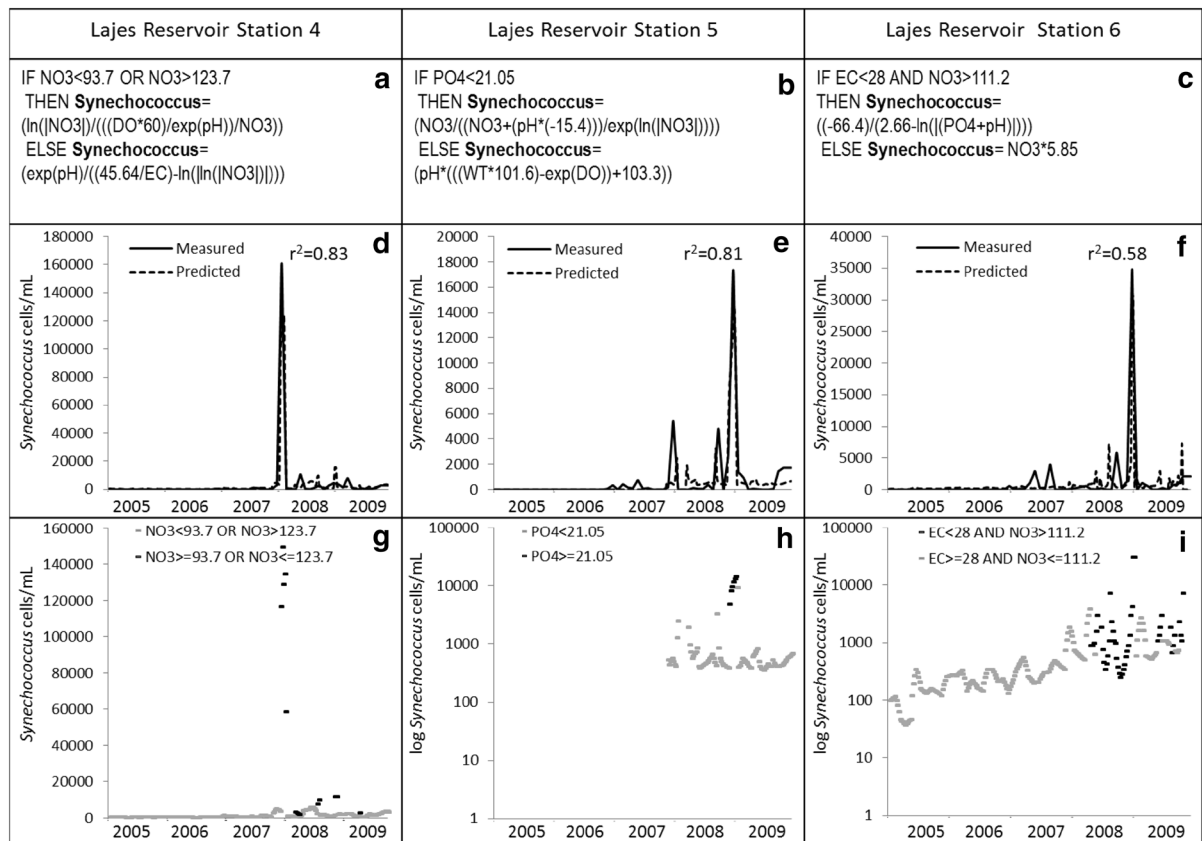 Lajes Reservoir Station 4
Lajes Reservoir Station 5
Lajes Reservoir Station 6
a
IF NO3<93.7 OR NO3>123.7
THEN Synechococcus=
(ln(|NO3|)/(((DO*60)/exp(pH))/NO3))
ELSE Synechococcus=
(exp(pH)/((45.64/EC)-ln(|ln(|NO3|)|)))
b
IF PO4<21.05
THEN Synechococcus=
(NO3/((NO3+(pH*(-15.4)))/exp(ln(|NO3|))))
ELSE Synechococcus=
(pH*(((WT*101.6)-exp(DO))+103.3))
c
IF EC<28 AND NO3>111.2
THEN Synechococcus=
((-66.4)/(2.66-ln(|(PO4+pH)|)))
ELSE Synechococcus= NO3*5.85
d
Synechococcus cells/mL
180000
160000
140000
120000
100000
80000
60000
40000
20000
0
Measured
Predicted
r²=0.83
2005 2006 2007 2008 2009
e
Synechococcus cells/mL
20000
18000
16000
14000
12000
10000
8000
6000
4000
2000
0
Measured
Predicted
r²=0.81
2005 2006 2007 2008 2009
f
Synechococcus cells/mL
40000
35000
30000
25000
20000
15000
10000
5000
0
Measured
Predicted
r²=0.58
2005 2006 2007 2008 2009
g
Synechococcus cells/mL
160000
140000
120000
100000
80000
60000
40000
20000
0
NO3<93.7 OR NO3>123.7
NO3>=93.7 OR NO3<=123.7
2005 2006 2007 2008 2009
h
log Synechococcus cells/mL
100000
10000
1000
100
10
1
PO4<21.05
PO4>=21.05
2005 2006 2007 2008 2009
i
log Synechococcus cells/mL
100000
10000
1000
100
10
1
EC<28 AND NO3>111.2
EC>=28 AND NO3<=111.2
2005 2006 2007 2008 2009